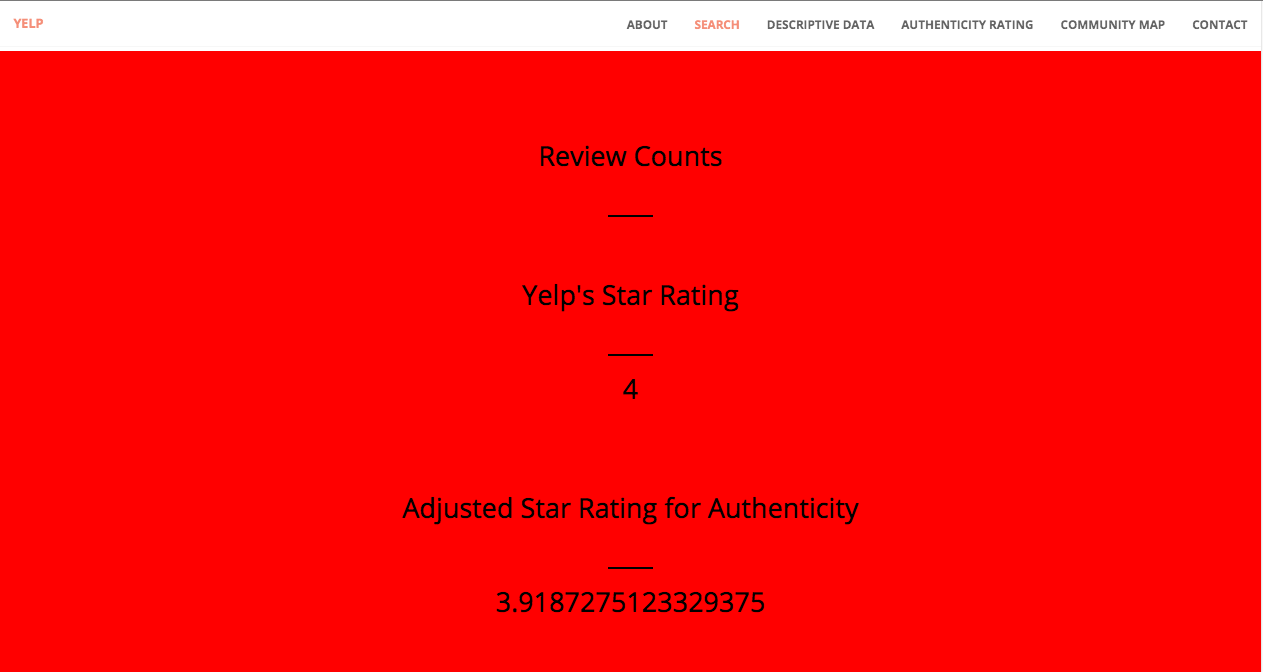 YELP
ABOUT SEARCH DESCRIPTIVE DATA AUTHENTICITY RATING COMMUNITY MAP CONTACT
Review Counts
Yelp's Star Rating
4
Adjusted Star Rating for Authenticity
3.9187275123329375